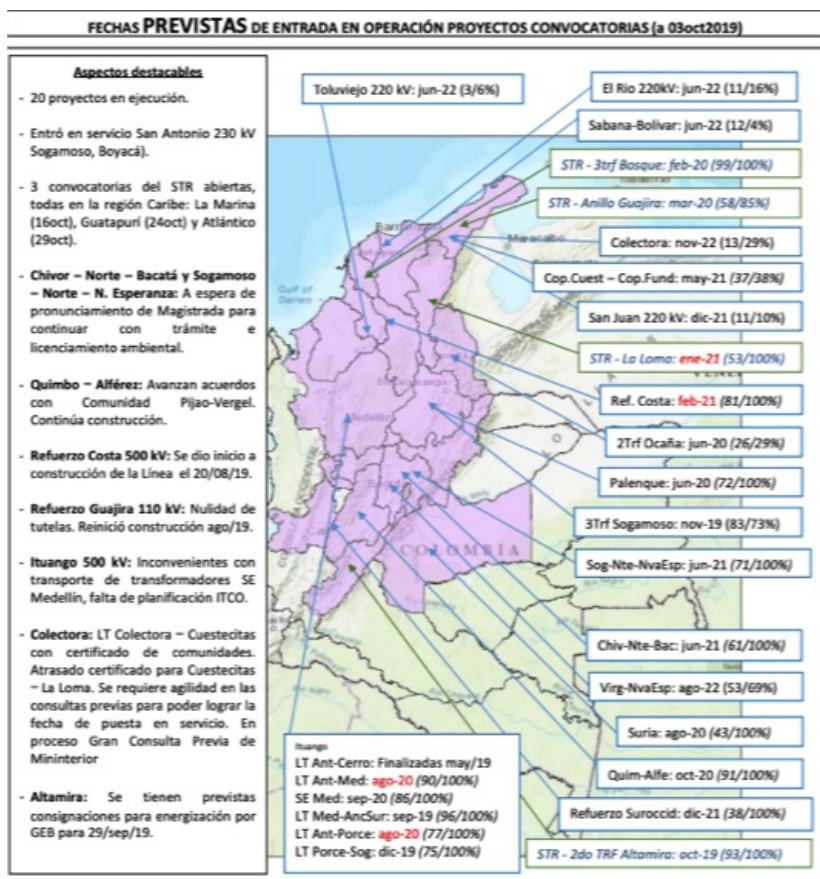 FECHAS PREVISTAS DE ENTRADA EN OPERACIÓN PROYECTOS CONVOCATORIAS (a 03oct2019)
Aspectos destacables
- 20 proyectos en ejecución.
- Entró en servicio San Antonio 230 kV
Sogamoso, Boyacá).
- 3 convocatorias del STR abiertas,
todas en la región Caribe: La Marina
(16oct), Guatapurí (24oct) y Atlántico
(29oct).
- Chivor – Norte – Bacatá y Sogamoso
– Norte – N. Esperanza: A espera de
pronunciamiento de Magistrada para
continuar con trámite e
licenciamiento ambiental.
- Quimbo – Alférez: Avanzan acuerdos
con Comunidad Pijao-Vergel.
Continúa construcción.
- Refuerzo Costa 500 kV: Se dio inicio a
construcción de la Línea el 20/08/19.
- Refuerzo Guajira 110 kV: Nulidad de
tutelas. Reinició construcción ago/19.
- Ituango 500 kV: Inconvenientes con
transporte de transformadores SE
Medellín, falta de planificación ITCO.
- Colectora: LT Colectora – Cuestecitas
con certificado de comunidades.
Atrasado certificado para Cuestecitas
– La Loma. Se requiere agilidad en las
consultas previas para poder lograr la
fecha de puesta en servicio. En
proceso Gran Consulta Previa de
Mininterior
- Altamira: Se tienen previstas
consignaciones para energización por
GEB para 29/sep/19.
Toluviejo 220 kV: jun-22 (3/6%)
El Rio 220kV: jun-22 (11/16%)
Sabana-Bolívar: jun-22 (12/4%)
STR - 3trf Bosque: feb-20 (99/100%)
STR - Anillo Guajira: mar-20 (58/85%)
Colectora: nov-22 (13/29%)
Cop.Cuest – Cop.Fund: may-21 (37/38%)
San Juan 220 kV: dic-21 (11/10%)
STR - La Loma: ene-21 (53/100%)
Ref. Costa: feb-21 (81/100%)
2Trf Ocaña: jun-20 (26/29%)
Palenque: jun-20 (72/100%)
3Trf Sogamoso: nov-19 (83/73%)
Sog-Nte-NvaEsp: jun-21 (71/100%)
Chiv-Nte-Bac: jun-21 (61/100%)
Virg-NvaEsp: ago-22 (53/69%)
Suria: ago-20 (43/100%)
Quim-Alfe: oct-20 (91/100%)
Refuerzo Suroccid: dic-21 (38/100%)
STR - 2do TRF Altamira: oct-19 (93/100%)
Ituango
LT Ant-Cerro: Finalizadas may/19
LT Ant-Med: ago-20 (90/100%)
SE Med: sep-20 (86/100%)
LT Med-AncSur: sep-19 (96/100%)
LT Ant-Porce: ago-20 (77/100%)
LT Porce-Sog: dic-19 (75/100%)
Maracaibo
Gulf of
Darien
COLOMBIA